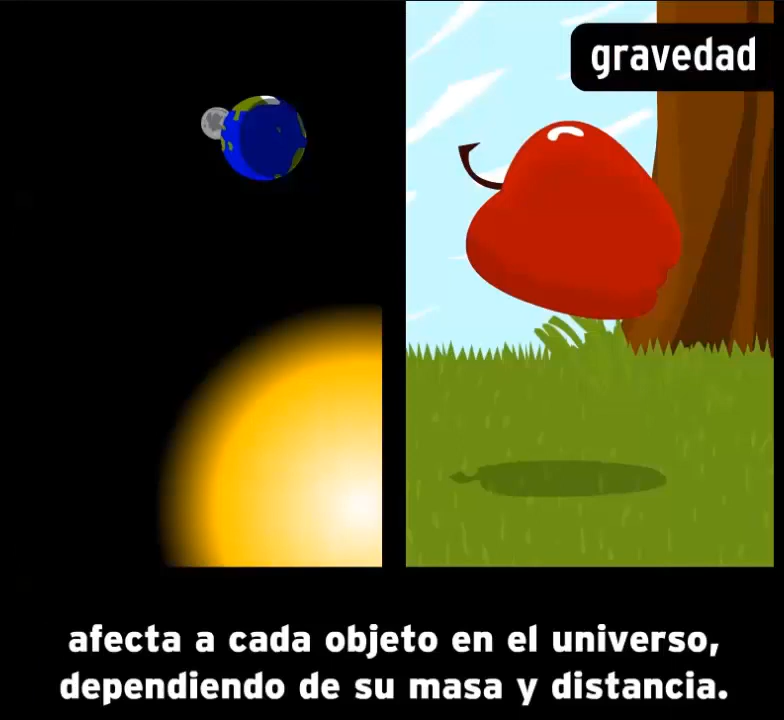 gravedad
afecta a cada objeto en el universo,
dependiendo de su masa y distancia.